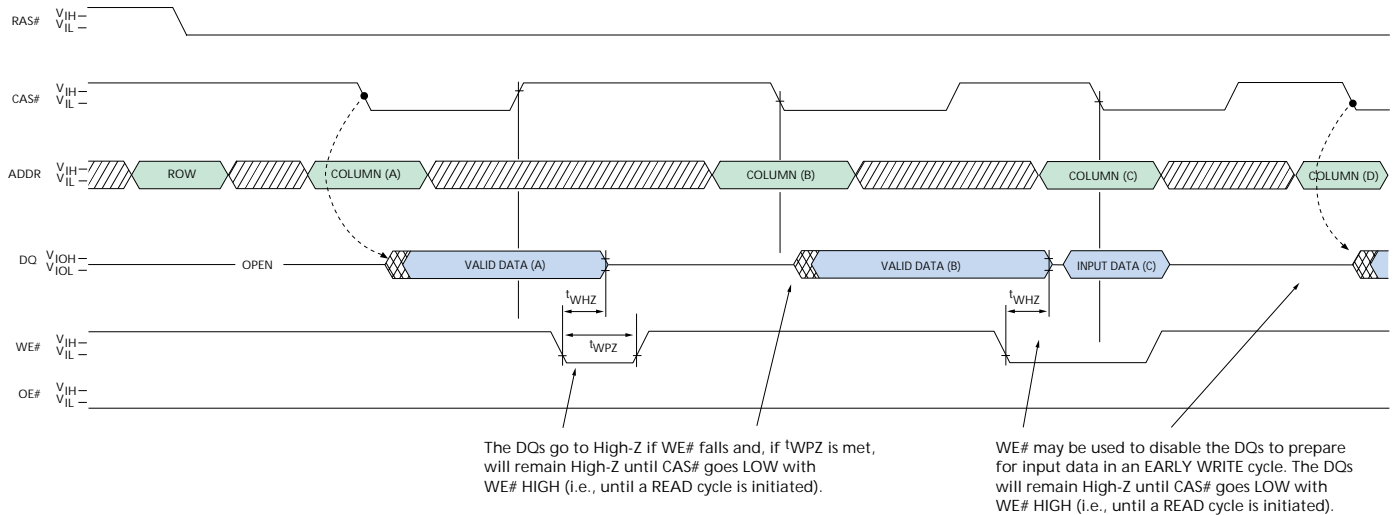 RAS# VIH VIL
CAS# VIH VIL
ADDR VIH VIL ROW COLUMN (A) COLUMN (B) COLUMN (C) COLUMN (D)
DQ VIOH VIOL OPEN VALID DATA (A) VALID DATA (B) INPUT DATA (C)
tWHZ tWHZ
tWPZ
WE# VIH VIL
OE# VIH VIL
The DQs go to High-Z if WE# falls and, if tWPZ is met,
will remain High-Z until CAS# goes LOW with
WE# HIGH (i.e., until a READ cycle is initiated).
WE# may be used to disable the DQs to prepare
for input data in an EARLY WRITE cycle. The DQs
will remain High-Z until CAS# goes LOW with
WE# HIGH (i.e., until a READ cycle is initiated).